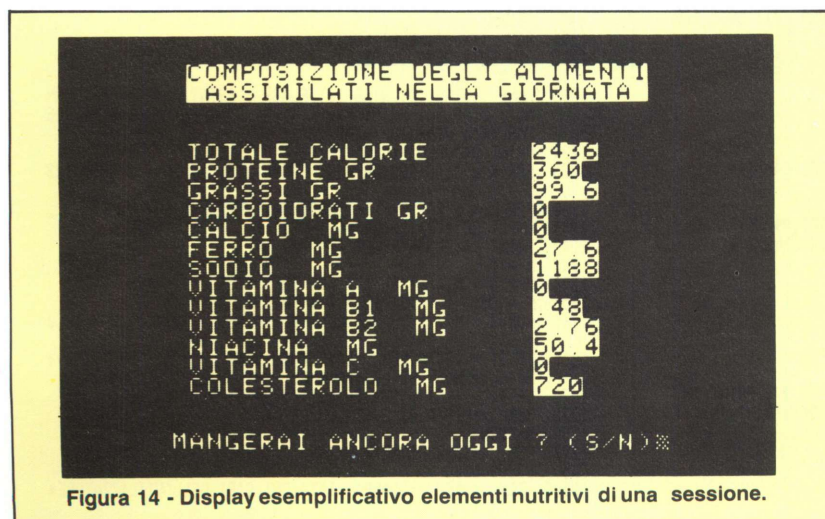 COMPOSIZIONE DEGLI ALIMENTI
ASSIMILATI NELLA GIORNATA
TOTALE CALORIE 2436
PROTEINE GR 360
GRASSI GR 99.6
CARBOIDRATI GR 0
CALCIO MG 0
FERRO MG 27.6
SODIO MG 1188
VITAMINA A MG 0
VITAMINA B1 MG .48
VITAMINA B2 MG 2.76
NIACINA MG 50.4
VITAMINA C MG 0
COLESTEROLO MG 720
MANGERAI ANCORA OGGI ? (S/N)
Figura 14 - Display esemplificativo elementi nutritivi di una sessione.